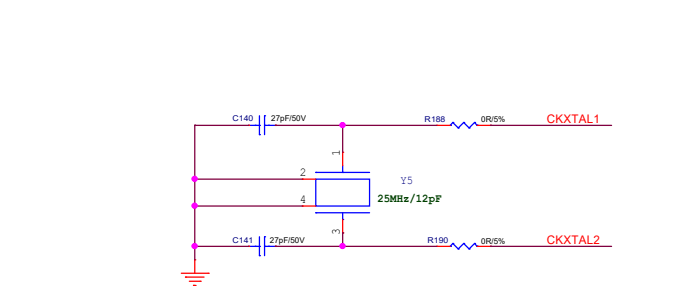 C140 27pF/50V R188 0R/5% CKXTAL1
1
2 Y5
4 25MHz/12pF
3
C141 27pF/50V R190 0R/5% CKXTAL2